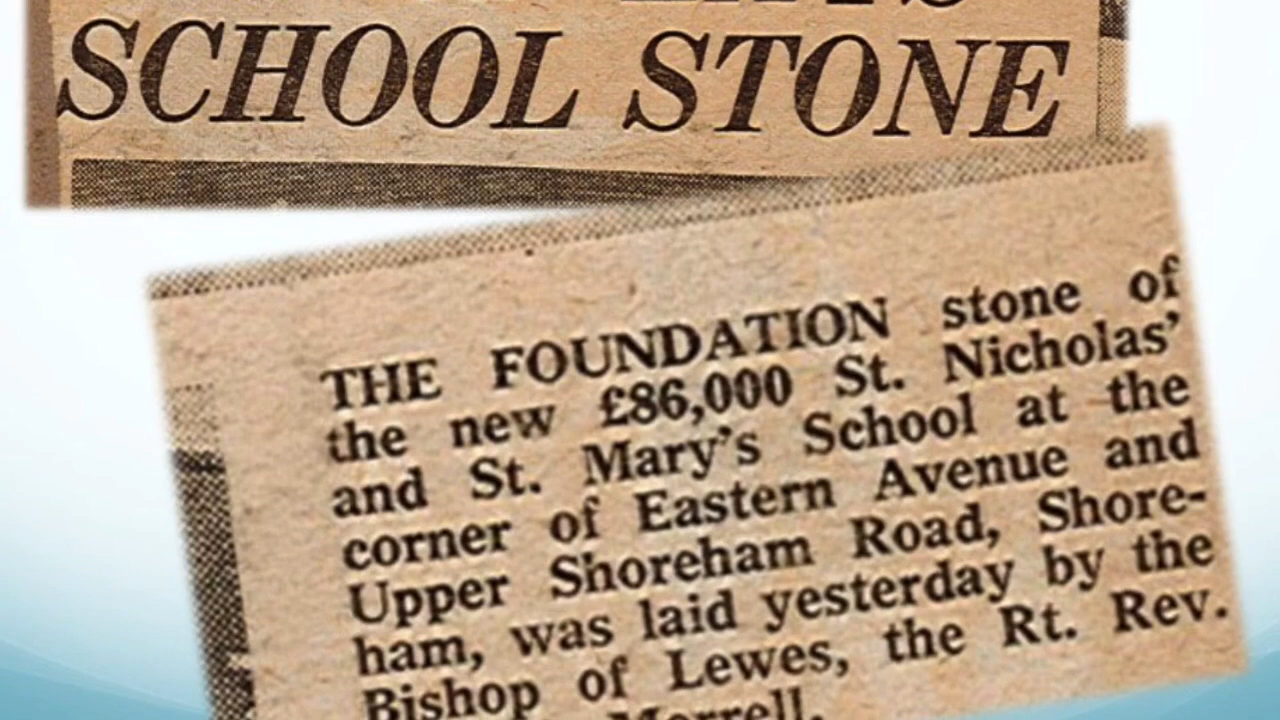 SCHOOL STONE
THE FOUNDATION stone of
the new £86,000 St. Nicholas'
and St. Mary's School at the
corner of Eastern Avenue and
Upper Shoreham Road, Shore-
ham, was laid yesterday by the
Bishop of Lewes, the Rt. Rev.
Morrell.